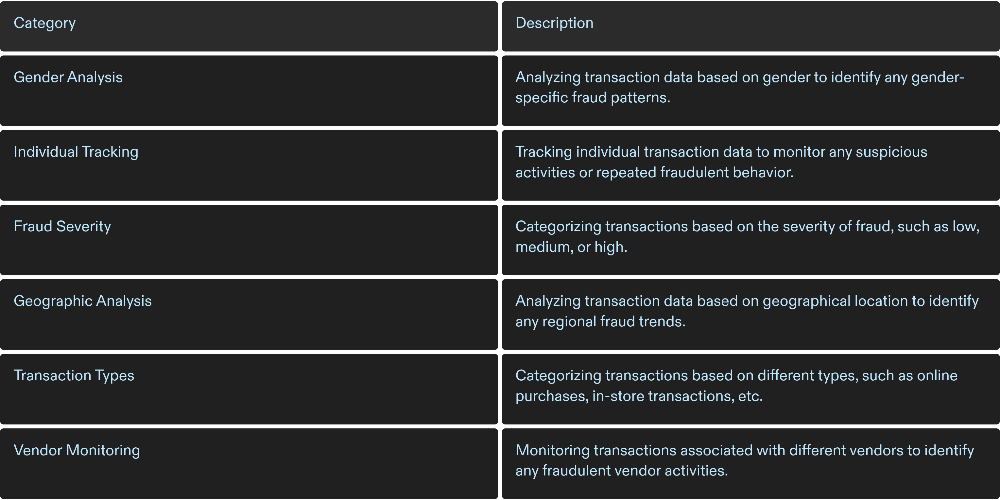 Category
Description
Gender Analysis
Analyzing transaction data based on gender to identify any gender-
specific fraud patterns.
Individual Tracking
Tracking individual transaction data to monitor any suspicious
activities or repeated fraudulent behavior.
Fraud Severity
Categorizing transactions based on the severity of fraud, such as low,
medium, or high.
Geographic Analysis
Analyzing transaction data based on geographical location to identify
any regional fraud trends.
Transaction Types
Categorizing transactions based on different types, such as online
purchases, in-store transactions, etc.
Vendor Monitoring
Monitoring transactions associated with different vendors to identify
any fraudulent vendor activities.